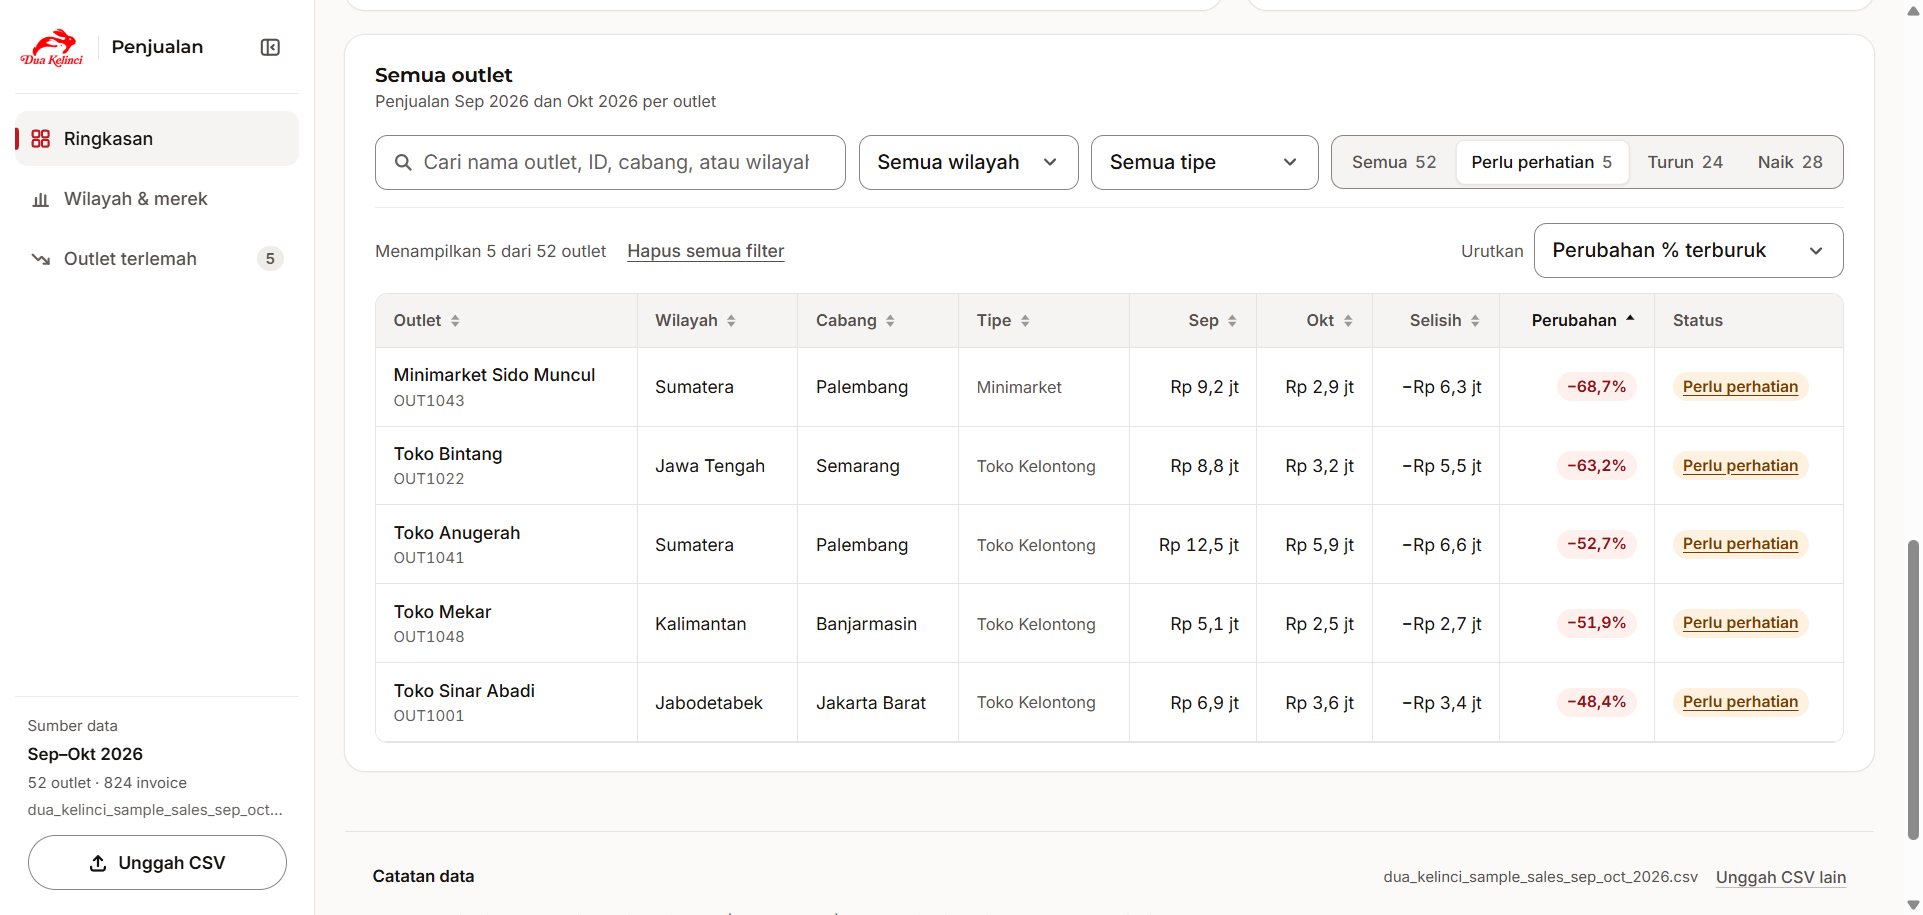 Dua Kelinci
Penjualan
Ringkasan
Wilayah & merek
Outlet terlemah 5
Sumber data
Sep–Okt 2026
52 outlet · 824 invoice
dua_kelinci_sample_sales_sep_oct...
Unggah CSV
Semua outlet
Penjualan Sep 2026 dan Okt 2026 per outlet
Cari nama outlet, ID, cabang, atau wilayah
Semua wilayah
Semua tipe
Semua 52
Perlu perhatian 5
Turun 24
Naik 28
Menampilkan 5 dari 52 outlet Hapus semua filter
Urutkan Perubahan % terburuk
Outlet Wilayah Cabang Tipe Sep Okt Selisih Perubahan Status
Minimarket Sido Muncul
OUT1043
Sumatera Palembang Minimarket Rp 9,2 jt Rp 2,9 jt −Rp 6,3 jt −68,7% Perlu perhatian
Toko Bintang
OUT1022
Jawa Tengah Semarang Toko Kelontong Rp 8,8 jt Rp 3,2 jt −Rp 5,5 jt −63,2% Perlu perhatian
Toko Anugerah
OUT1041
Sumatera Palembang Toko Kelontong Rp 12,5 jt Rp 5,9 jt −Rp 6,6 jt −52,7% Perlu perhatian
Toko Mekar
OUT1048
Kalimantan Banjarmasin Toko Kelontong Rp 5,1 jt Rp 2,5 jt −Rp 2,7 jt −51,9% Perlu perhatian
Toko Sinar Abadi
OUT1001
Jabodetabek Jakarta Barat Toko Kelontong Rp 6,9 jt Rp 3,6 jt −Rp 3,4 jt −48,4% Perlu perhatian
Catatan data
dua_kelinci_sample_sales_sep_oct_2026.csv Unggah CSV lain